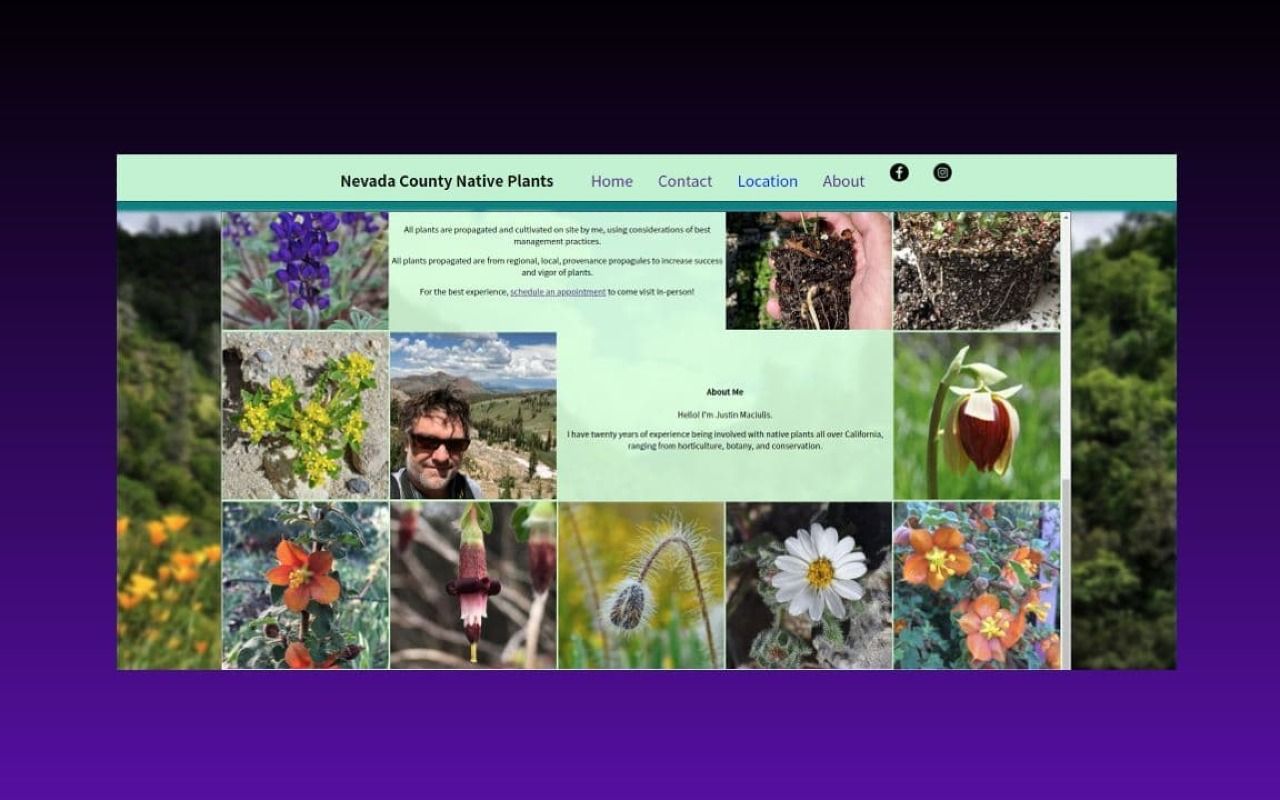 Nevada County Native Plants Home Contact Location About
All plants are propagated and cultivated on site by me, using considerations of best
management practices.
All plants propagated are from regional, local, provenance propagules to increase success
and vigor of plants.
For the best experience, schedule an appointment to come visit in-person!
About Me
Hello! I'm Justin Maciulis.
I have twenty years of experience being involved with native plants all over California,
ranging from horticulture, botany, and conservation.